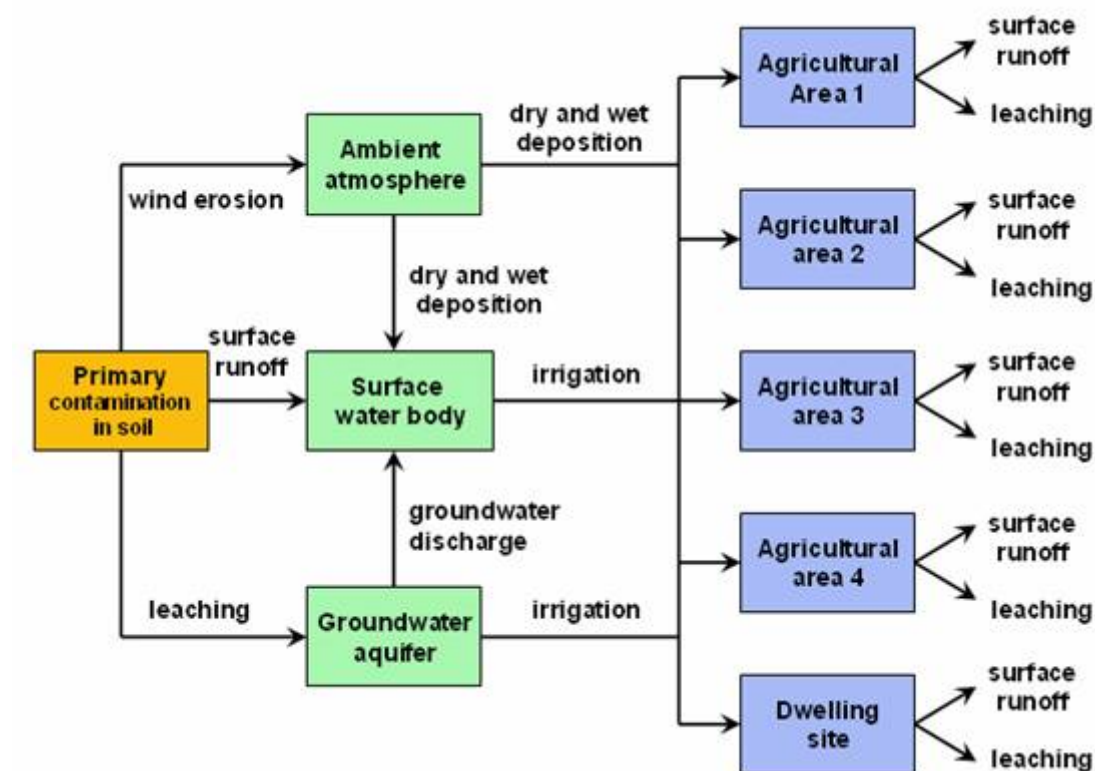 surface
runoff
Agricultural
Area 1
leaching
dry and wet
deposition
Ambient
atmosphere
wind erosion
surface
runoff
Agricultural
area 2
leaching
dry and wet
deposition
surface
runoff
Primary
contamination
in soil
Surface
water body
irrigation
Agricultural
area 3
surface
runoff
leaching
groundwater
discharge
Agricultural
area 4
surface
runoff
leaching
leaching
Groundwater
aquifer
irrigation
Dwelling
site
surface
runoff
leaching